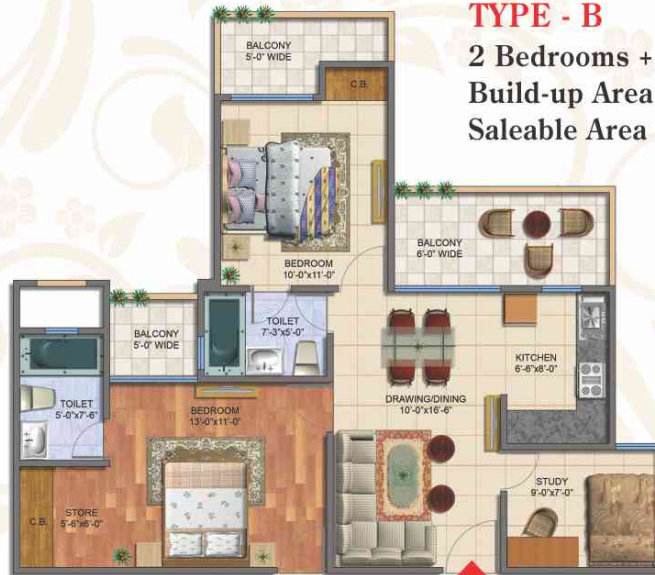 TYPE - B
2 Bedrooms +
Build-up Area
Saleable Area
BALCONY
5'-0" WIDE
C.B.
BEDROOM
10'-0"x11'-0"
BALCONY
6'-0" WIDE
BALCONY
5'-0" WIDE
TOILET
7'-3"x5'-0"
KITCHEN
6'-6"x8'-0"
TOILET
5'-0"x7'-6"
BEDROOM
13'-0"x11'-0"
DRAWING/DINING
10'-0"x16'-6"
C.B.
STORE
5'-6"x6'-0"
STUDY
9'-0"x7'-0"